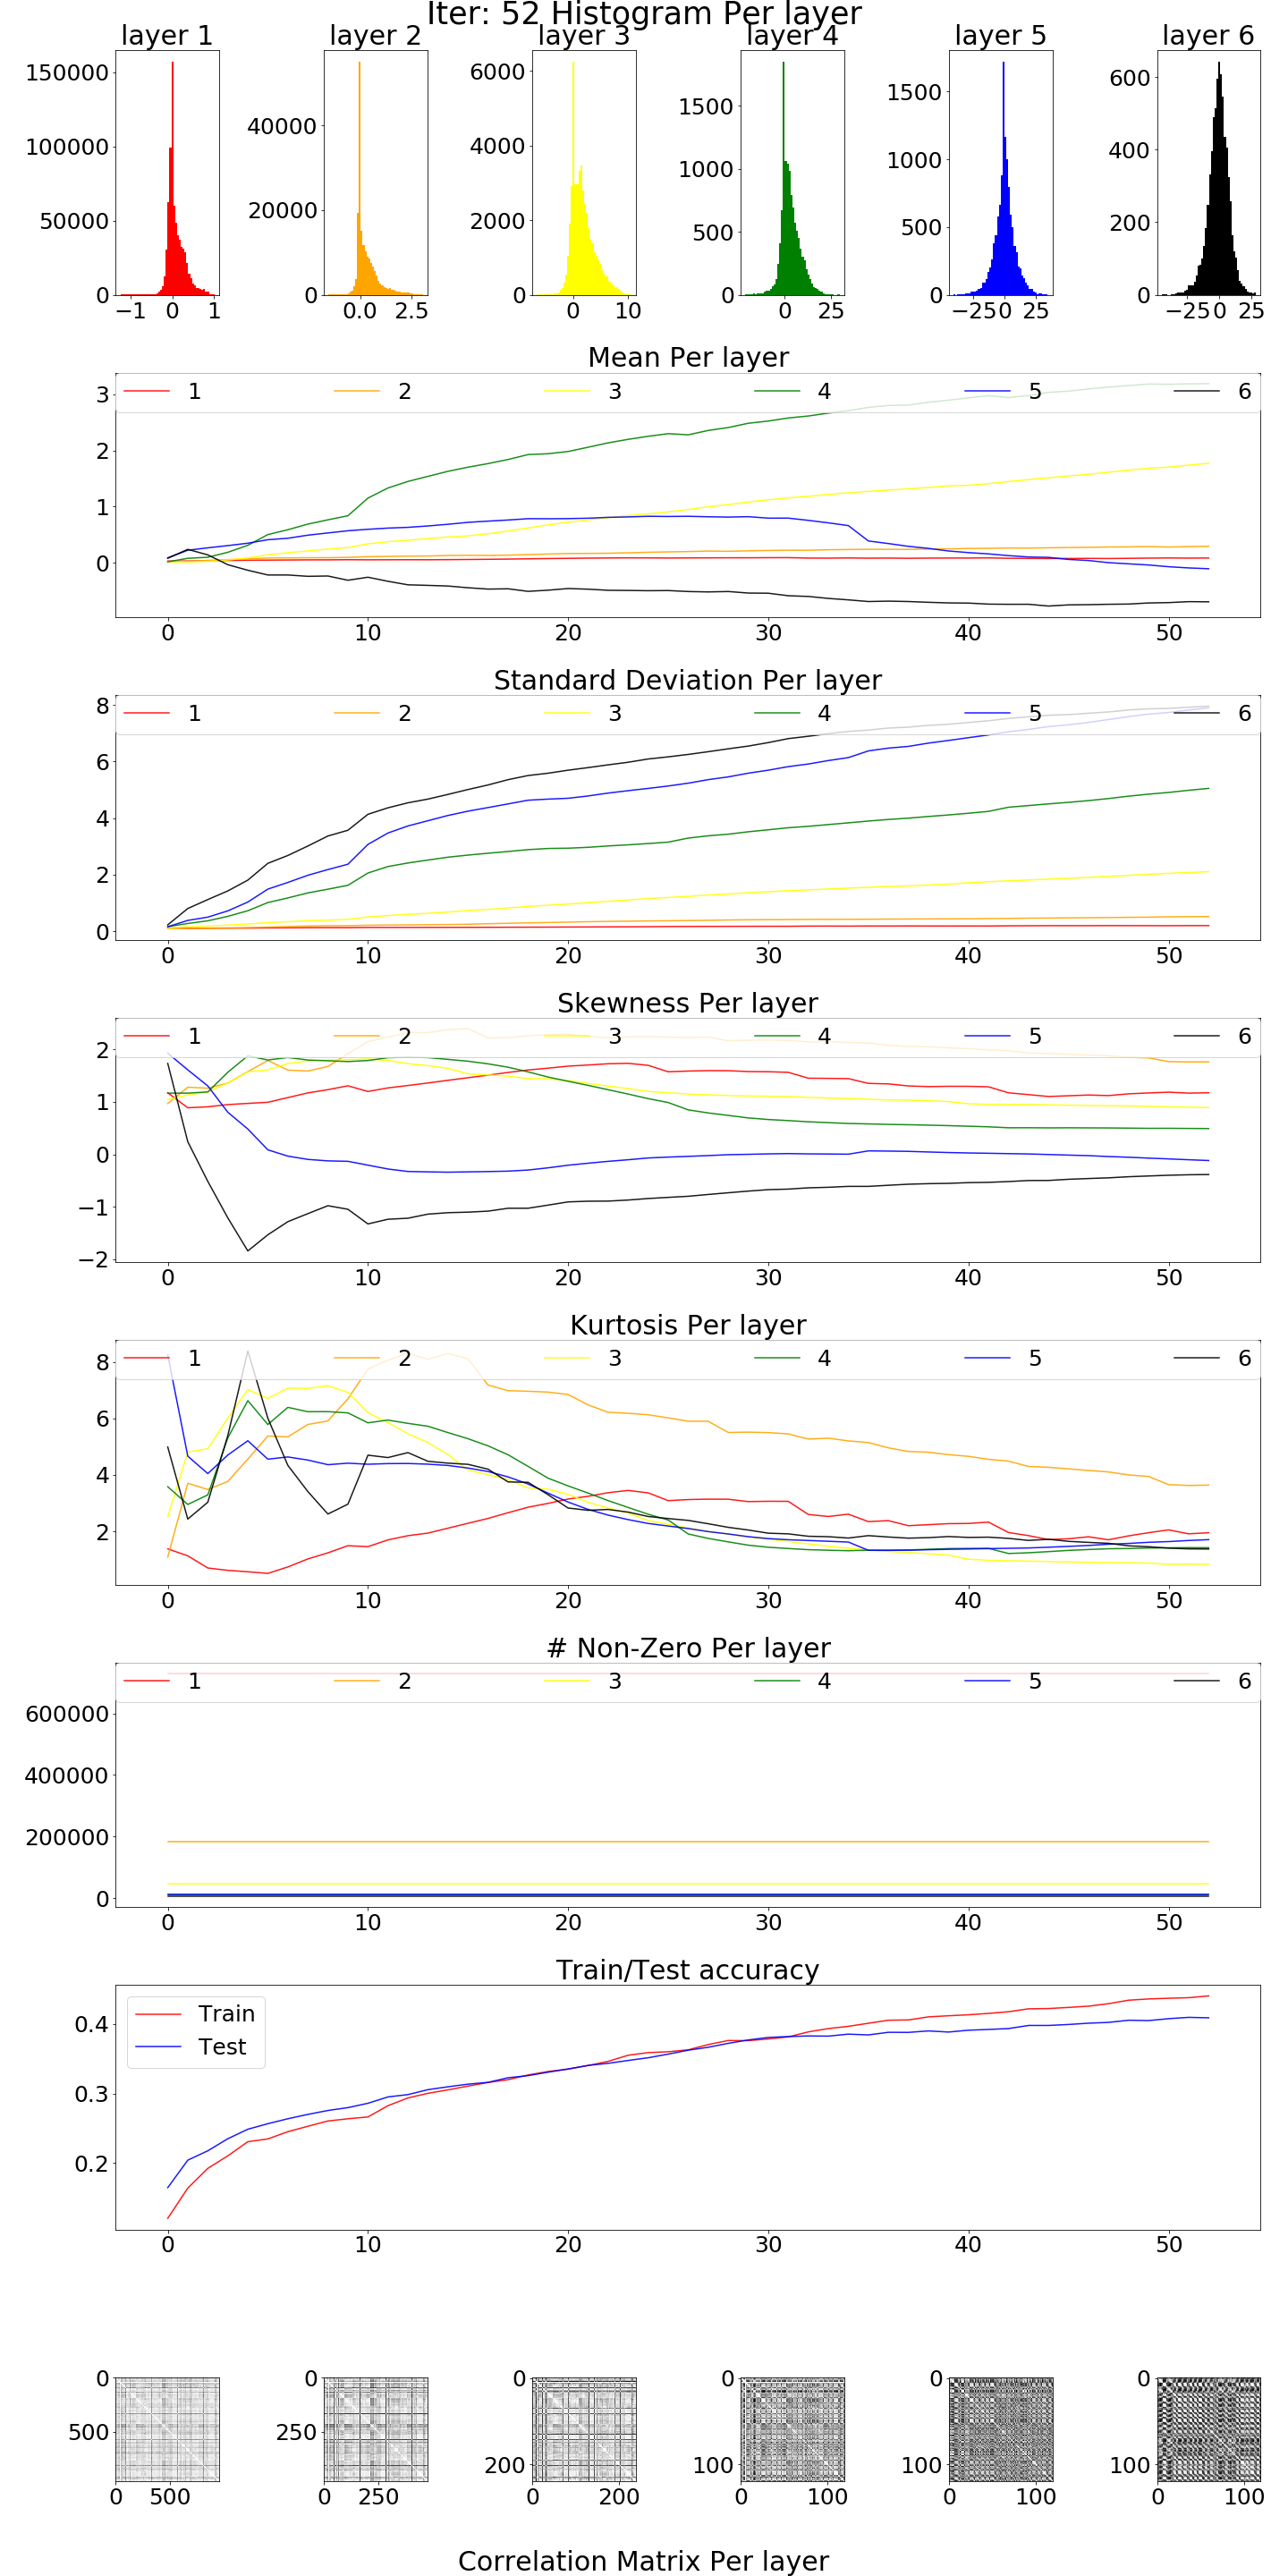 Iter: 52 Histogram Per layer
layer 1 layer 2 layer 3 layer 4 layer 5 layer 6
150000 100000 50000 0
−1 0 1
40000 20000 0
0.0 2.5
6000 4000 2000 0
0 10
1500 1000 500 0
0 25
1500 1000 500 0
−25 0 25
600 400 200 0
−25 0 25
Mean Per layer
1 2 3 4 5 6
3
2
1
0
0 10 20 30 40 50
Standard Deviation Per layer
1 2 3 4 5 6
8
6
4
2
0
0 10 20 30 40 50
Skewness Per layer
1 2 3 4 5 6
2
1
0
−1
−2
0 10 20 30 40 50
Kurtosis Per layer
1 2 3 4 5 6
8
6
4
2
0 10 20 30 40 50
# Non-Zero Per layer
1 2 3 4 5 6
600000
400000
200000
0
0 10 20 30 40 50
Train/Test accuracy
Train
Test
0.4
0.3
0.2
0 10 20 30 40 50
0 0 0 0 0 0
500 250 200 100 100 100
0 500 0 250 0 200 0 100 0 100 0 100
Correlation Matrix Per layer